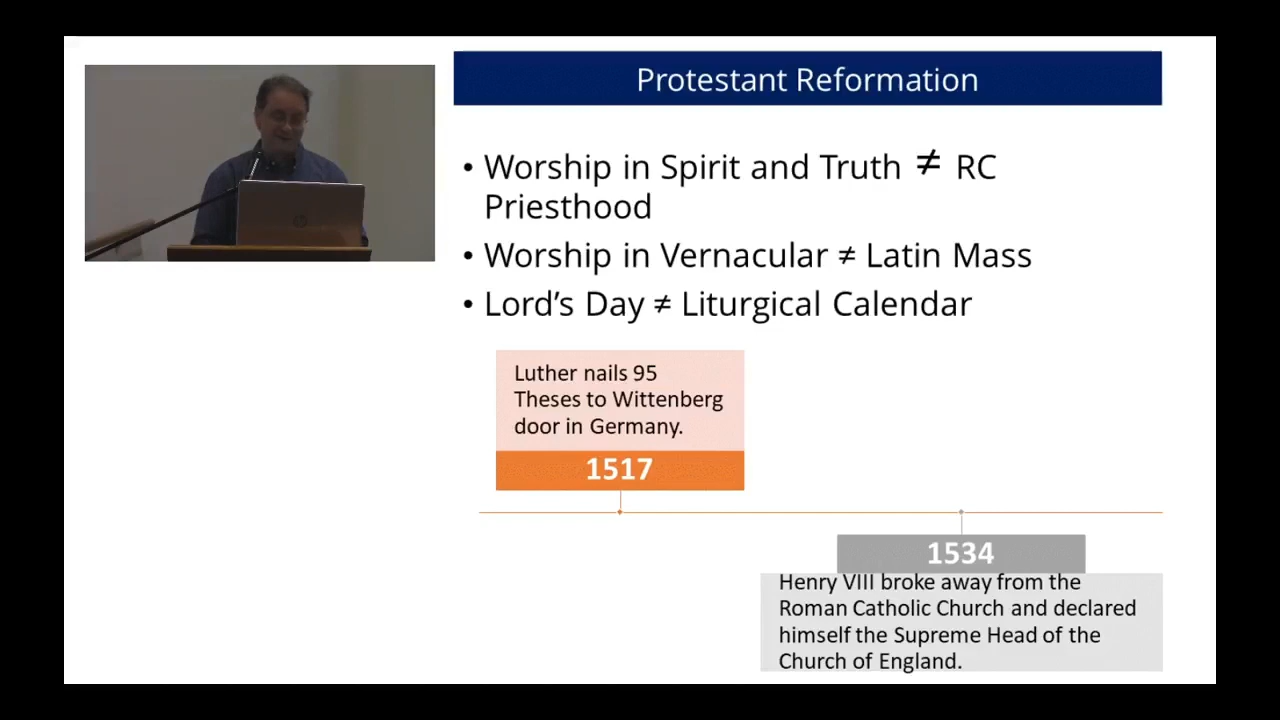 Protestant Reformation
• Worship in Spirit and Truth ≠ RC
Priesthood
• Worship in Vernacular ≠ Latin Mass
• Lord’s Day ≠ Liturgical Calendar
Luther nails 95
Theses to Wittenberg
door in Germany.
1517
1534
Henry VIII broke away from the
Roman Catholic Church and declared
himself the Supreme Head of the
Church of England.